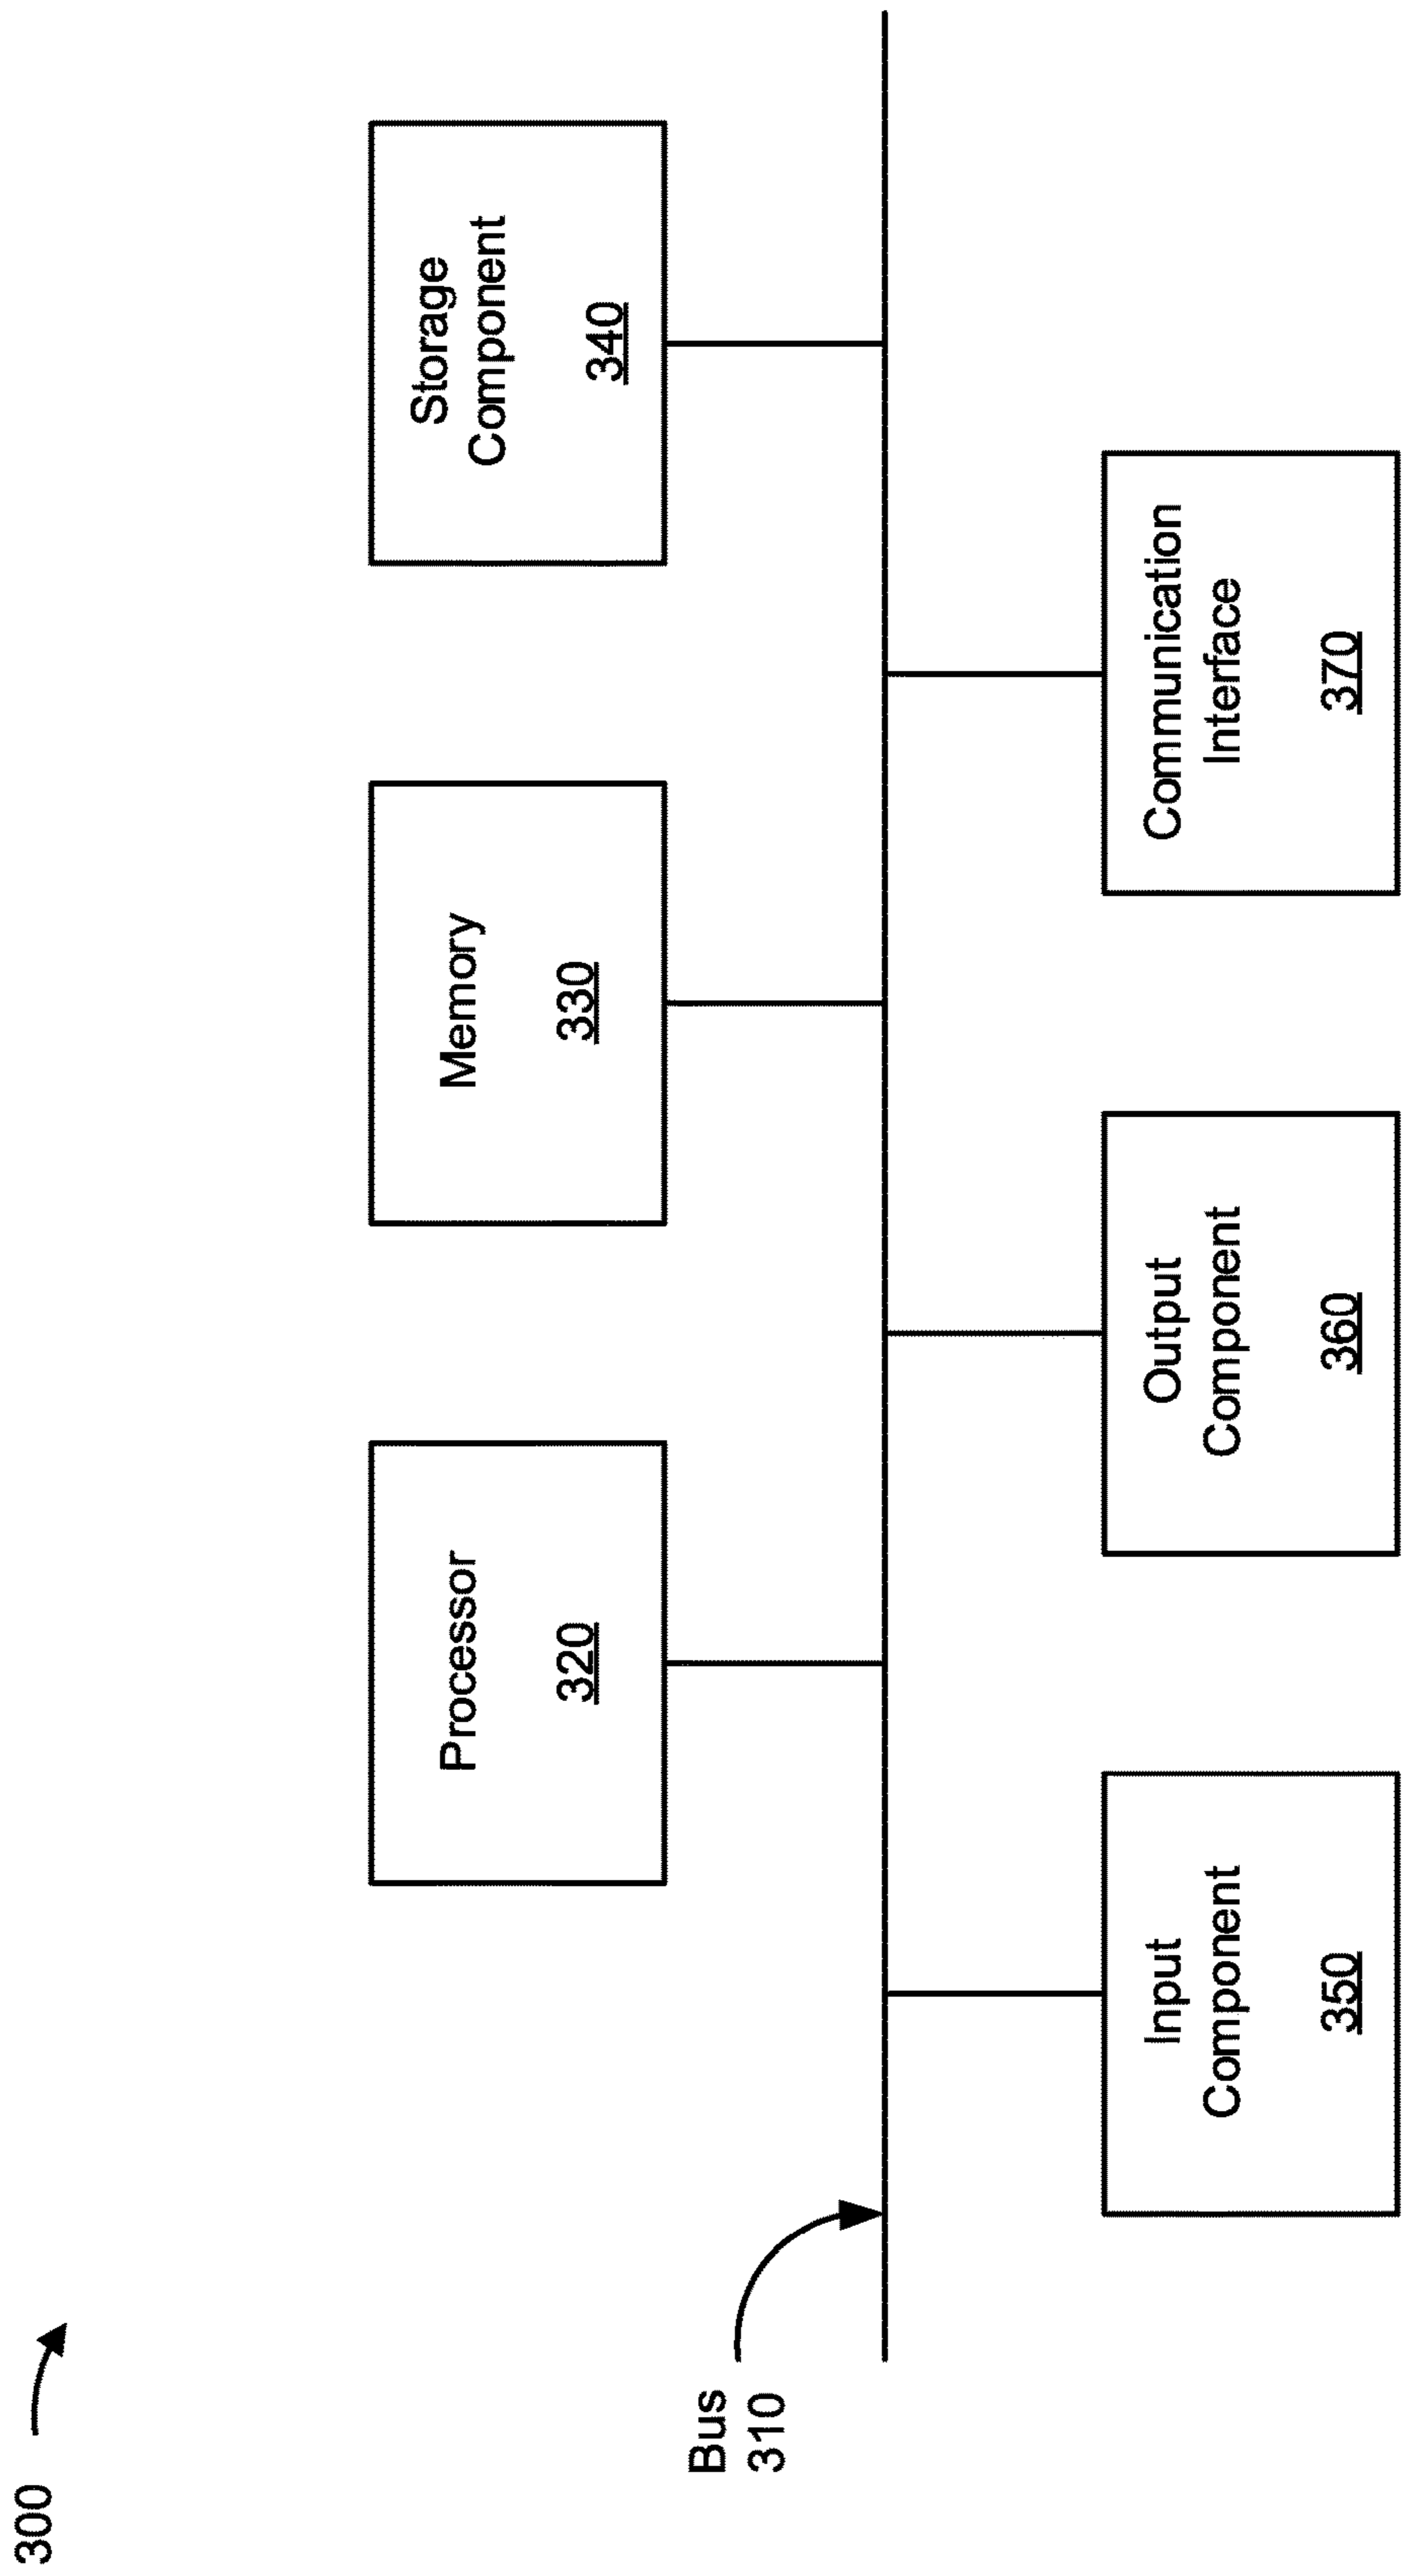 300
Bus
310
Processor
320
Memory
330
Storage
Component
340
Input
Component
350
Output
Component
360
Communication
Interface
370